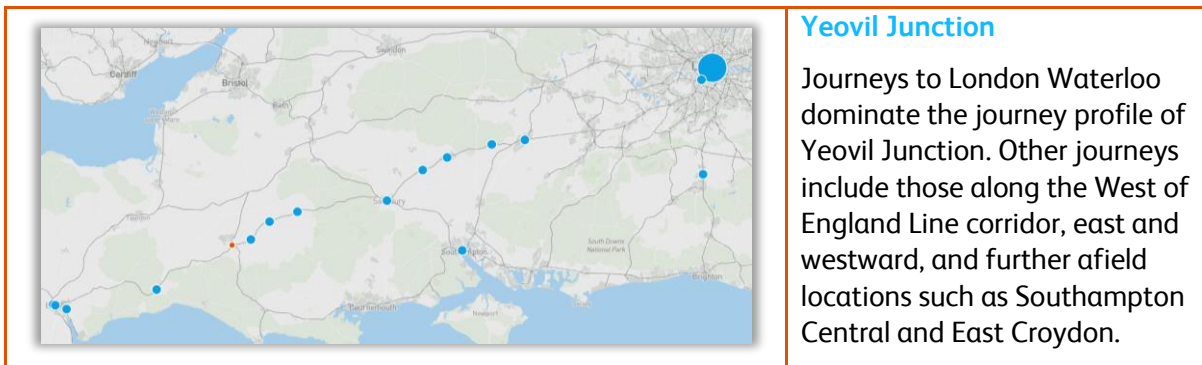 Newport
Swindon
Cardiff
Bristol
Bath
Salisbury
Taunton
Southampton
South Downs
National Park
Brighton
Bournemouth
Newport
Yeovil Junction
Journeys to London Waterloo
dominate the journey profile of
Yeovil Junction. Other journeys
include those along the West of
England Line corridor, east and
westward, and further afield
locations such as Southampton
Central and East Croydon.